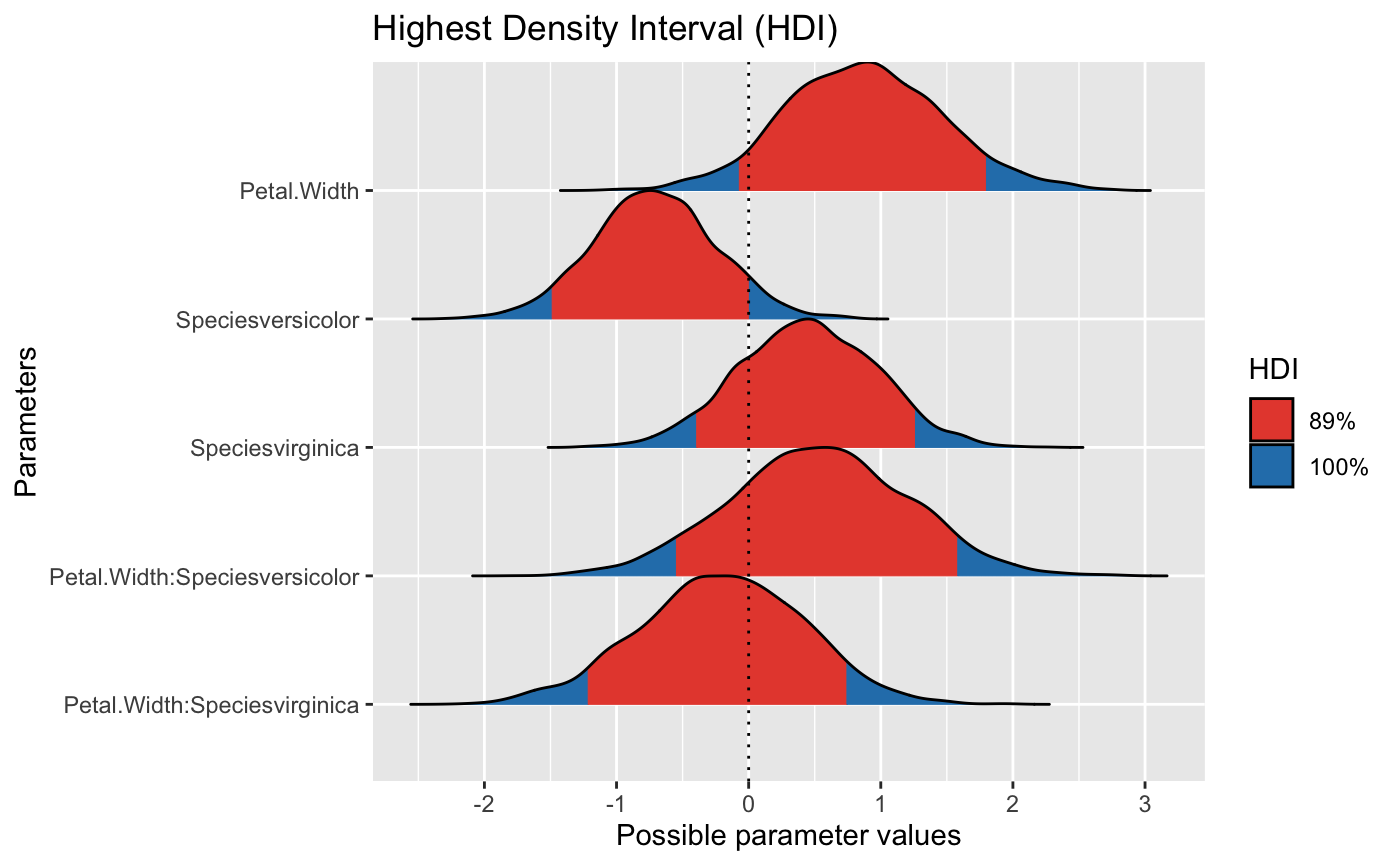 Highest Density Interval (HDI)
Parameters
Petal.Width
Speciesversicolor
Speciesvirginica
Petal.Width:Speciesversicolor
Petal.Width:Speciesvirginica
-2 -1 0 1 2 3
Possible parameter values
HDI
89%
100%